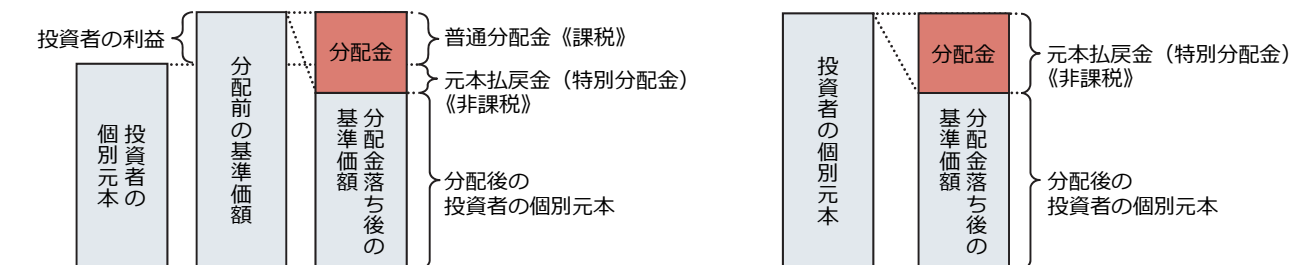 投資者の利益
投資者の
個別元本
分配前の基準価額
分配金
分配金落ち後の
基準価額
普通分配金《課税》
元本払戻金（特別分配金）
《非課税》
分配後の
投資者の個別元本
投資者の個別元本
分配金
分配金落ち後の
基準価額
元本払戻金（特別分配金）
《非課税》
分配後の
投資者の個別元本